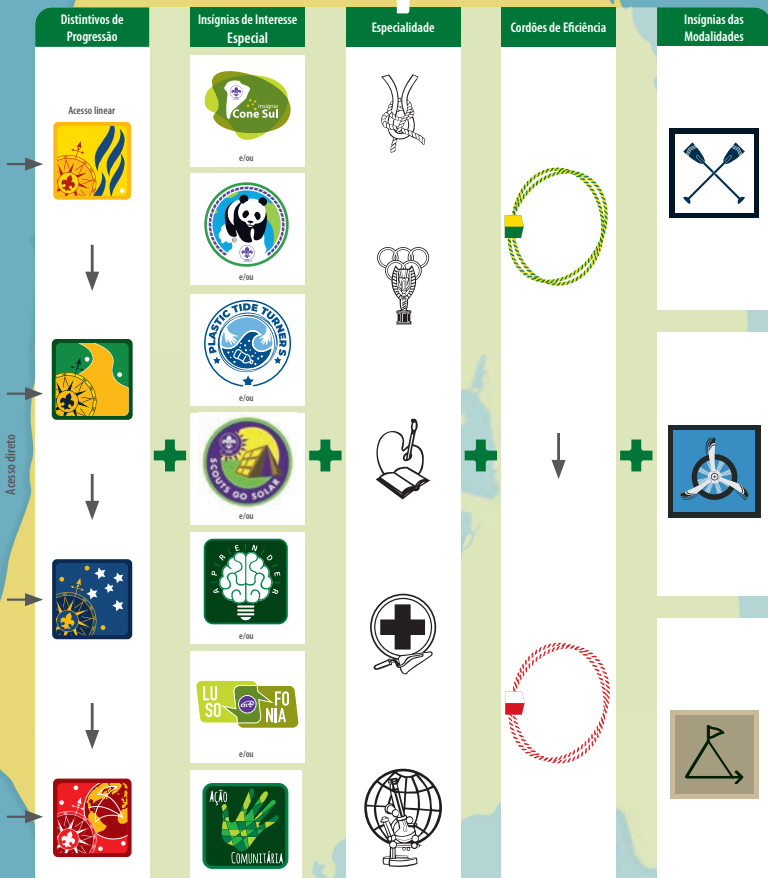 Distintivos de
Progressão
Insígnias de Interesse
Especial
Especialidade
Cordões de Eficiência
Insígnias das
Modalidades
Acesso linear
Acesso direto
insígnia
Cone Sul
e/ou
e/ou
PLASTIC TIDE TURNERS
e/ou
SCOUTS GO SOLAR
e/ou
APRENDER
e/ou
LU
SO
FO
NIA
e/ou
AÇÃO
COMUNITÁRIA